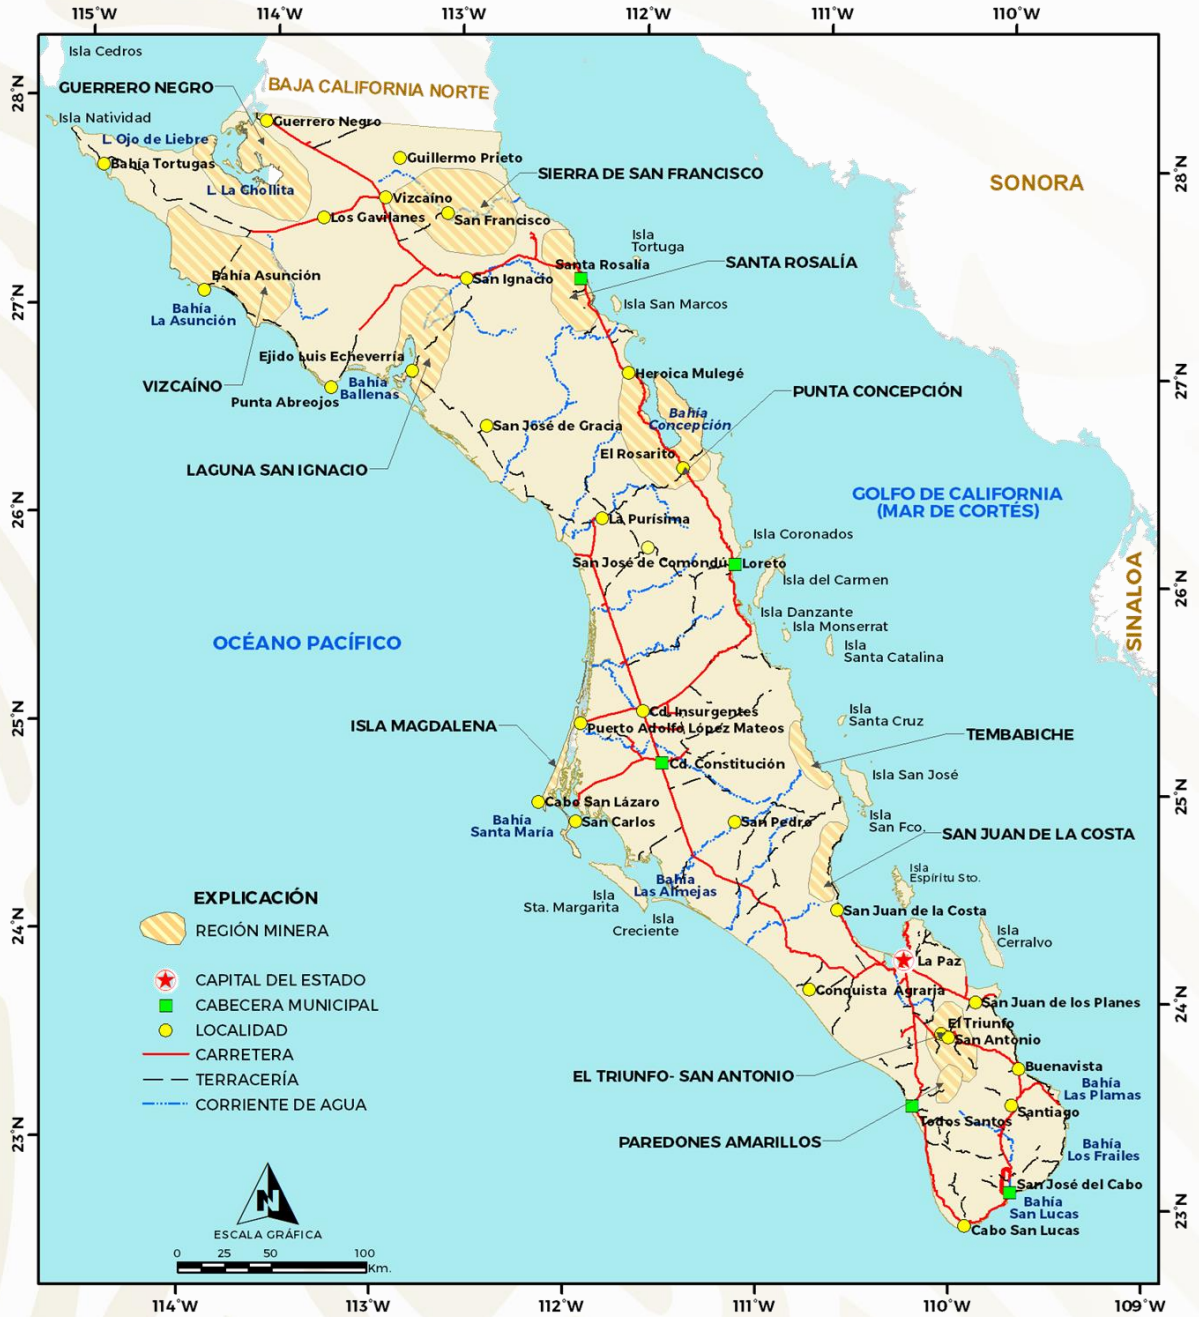 115°W 114°W 113°W 112°W 111°W 110°W
Isla Cedros
GUERRERO NEGRO
BAJA CALIFORNIA NORTE
28°N
Isla Natividad
Guerrero Negro
L. Ojo de Liebre
Bahía Tortugas
Guillermo Prieto
28°N
SIERRA DE SAN FRANCISCO
SONORA
L. La Chollita
Vizcaíno
Los Gavilanes
San Francisco
Isla
Tortuga
Santa Rosalía
SANTA ROSALÍA
Bahía Asunción
San Ignacio
27°N
Bahía
La Asunción
Isla San Marcos
Ejido Luis Echeverría
Heroica Mulegé
27°N
VIZCAÍNO
Bahía
Ballenas
Punta Abreojos
PUNTA CONCEPCIÓN
Bahía
Concepción
San José de Gracia
El Rosarito
LAGUNA SAN IGNACIO
26°N
GOLFO DE CALIFORNIA
(MAR DE CORTÉS)
La Purísima
Isla Coronados
San José de Comondú
Loreto
Isla del Carmen
26°N
SINALOA
Isla Danzante
Isla Monserrat
OCÉANO PACÍFICO
Isla
Santa Catalina
25°N
Cd. Insurgentes
Isla
Santa Cruz
ISLA MAGDALENA
Puerto Adolfo López Mateos
TEMBABICHE
Cd. Constitución
Isla San José
25°N
Cabo San Lázaro
Bahía
Santa María
San Carlos
San Pedro
Isla
San Fco.
SAN JUAN DE LA COSTA
Isla
Espíritu Sto.
Bahía
Las Almejas
Isla
Sta. Margarita
Isla
Creciente
San Juan de la Costa
24°N
Isla
Cerralvo
EXPLICACIÓN
REGIÓN MINERA
CAPITAL DEL ESTADO
CABECERA MUNICIPAL
LOCALIDAD
CARRETERA
TERRACERÍA
CORRIENTE DE AGUA
La Paz
Conquista Agraria
San Juan de los Planes
24°N
El Triunfo
San Antonio
EL TRIUNFO- SAN ANTONIO
Buenavista
Bahía
Las Plamas
Santiago
Todos Santos
23°N
PAREDONES AMARILLOS
Bahía
Los Frailes
San José del Cabo
Bahía
San Lucas
23°N
Cabo San Lucas
N
ESCALA GRÁFICA
0 25 50 100
Km.
114°W 113°W 112°W 111°W 110°W 109°W